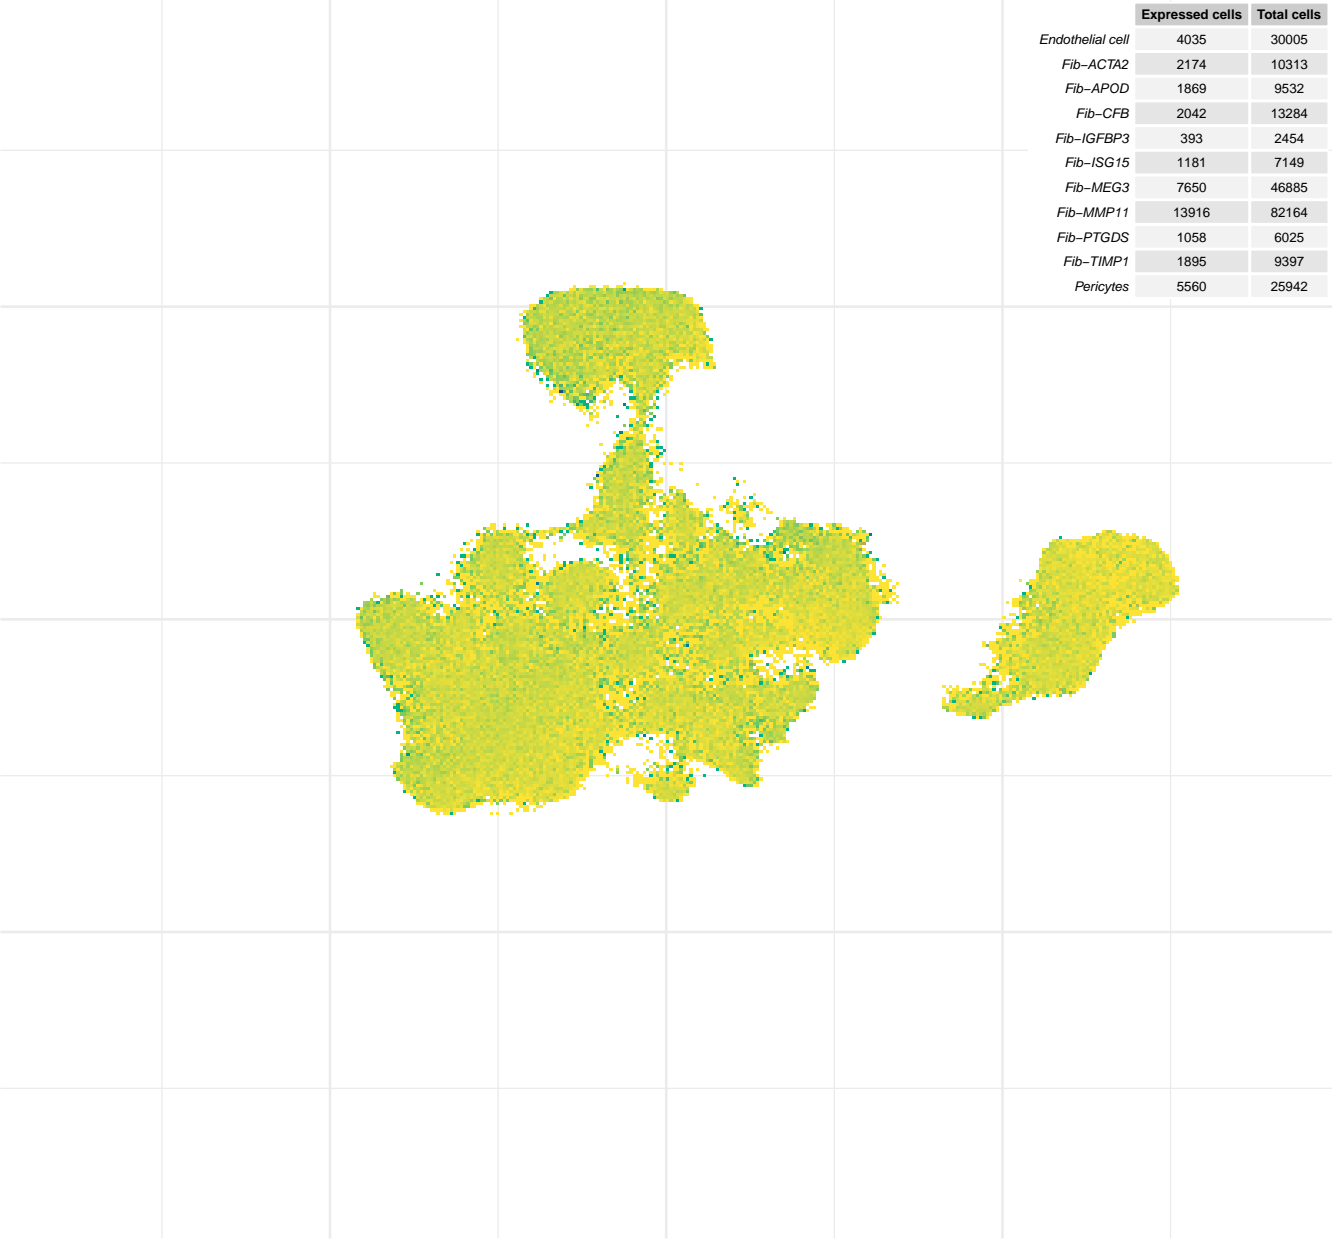 Expressed cells Total cells
Endothelial cell 4035 30005
Fib−ACTA2 2174 10313
Fib−APOD 1869 9532
Fib−CFB 2042 13284
Fib−IGFBP3 393 2454
Fib−ISG15 1181 7149
Fib−MEG3 7650 46885
Fib−MMP11 13916 82164
Fib−PTGDS 1058 6025
Fib−TIMP1 1895 9397
Pericytes 5560 25942